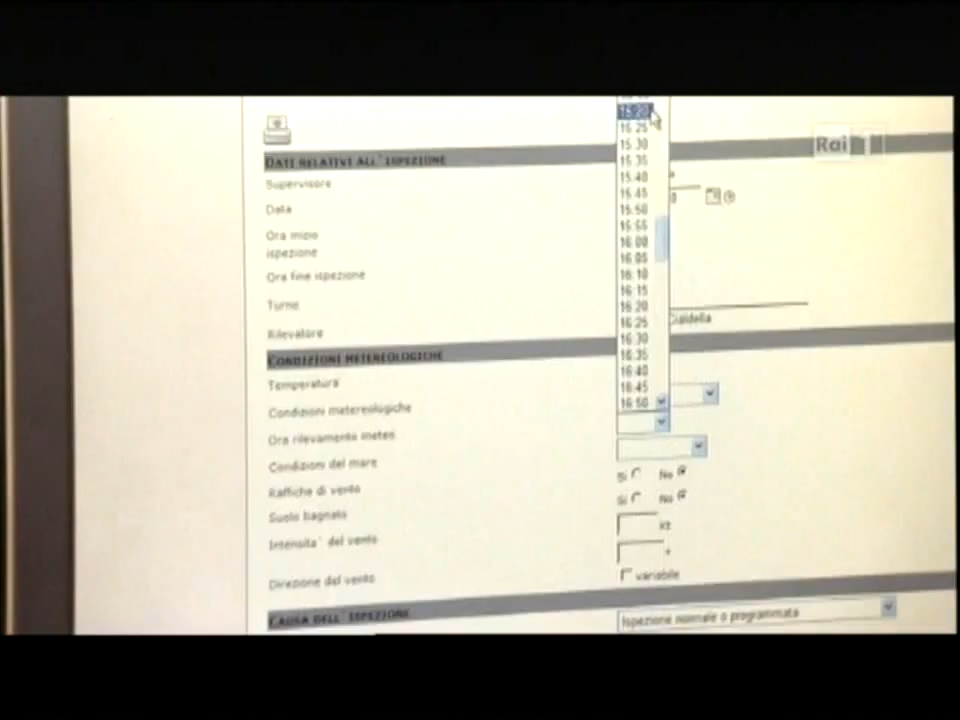 15:20
15:25
15:30
Rai 1
DATI RELATIVI ALL`ISPEZIONE
15:35
Supervisore
15:40
15:45
Data
15:50
15:55
Ora inizio
ispezione
16:00
16:05
Ora fine ispezione
16:10
16:15
Turno
16:20
16:25
Cialdella
Rilevatore
16:30
CONDIZIONI METEREOLOGICHE
16:35
16:40
Temperatura
16:45
16:50
Condizioni metereologiche
Ora rilevamento meteo
Condizioni del mare
Raffiche di vento
Si No
Suolo bagnato
Si No
Intensita` del vento
Kt
Direzione del vento
°
variabile
CAUSA DELL`ISPEZIONE
Ispezione normale o programmata